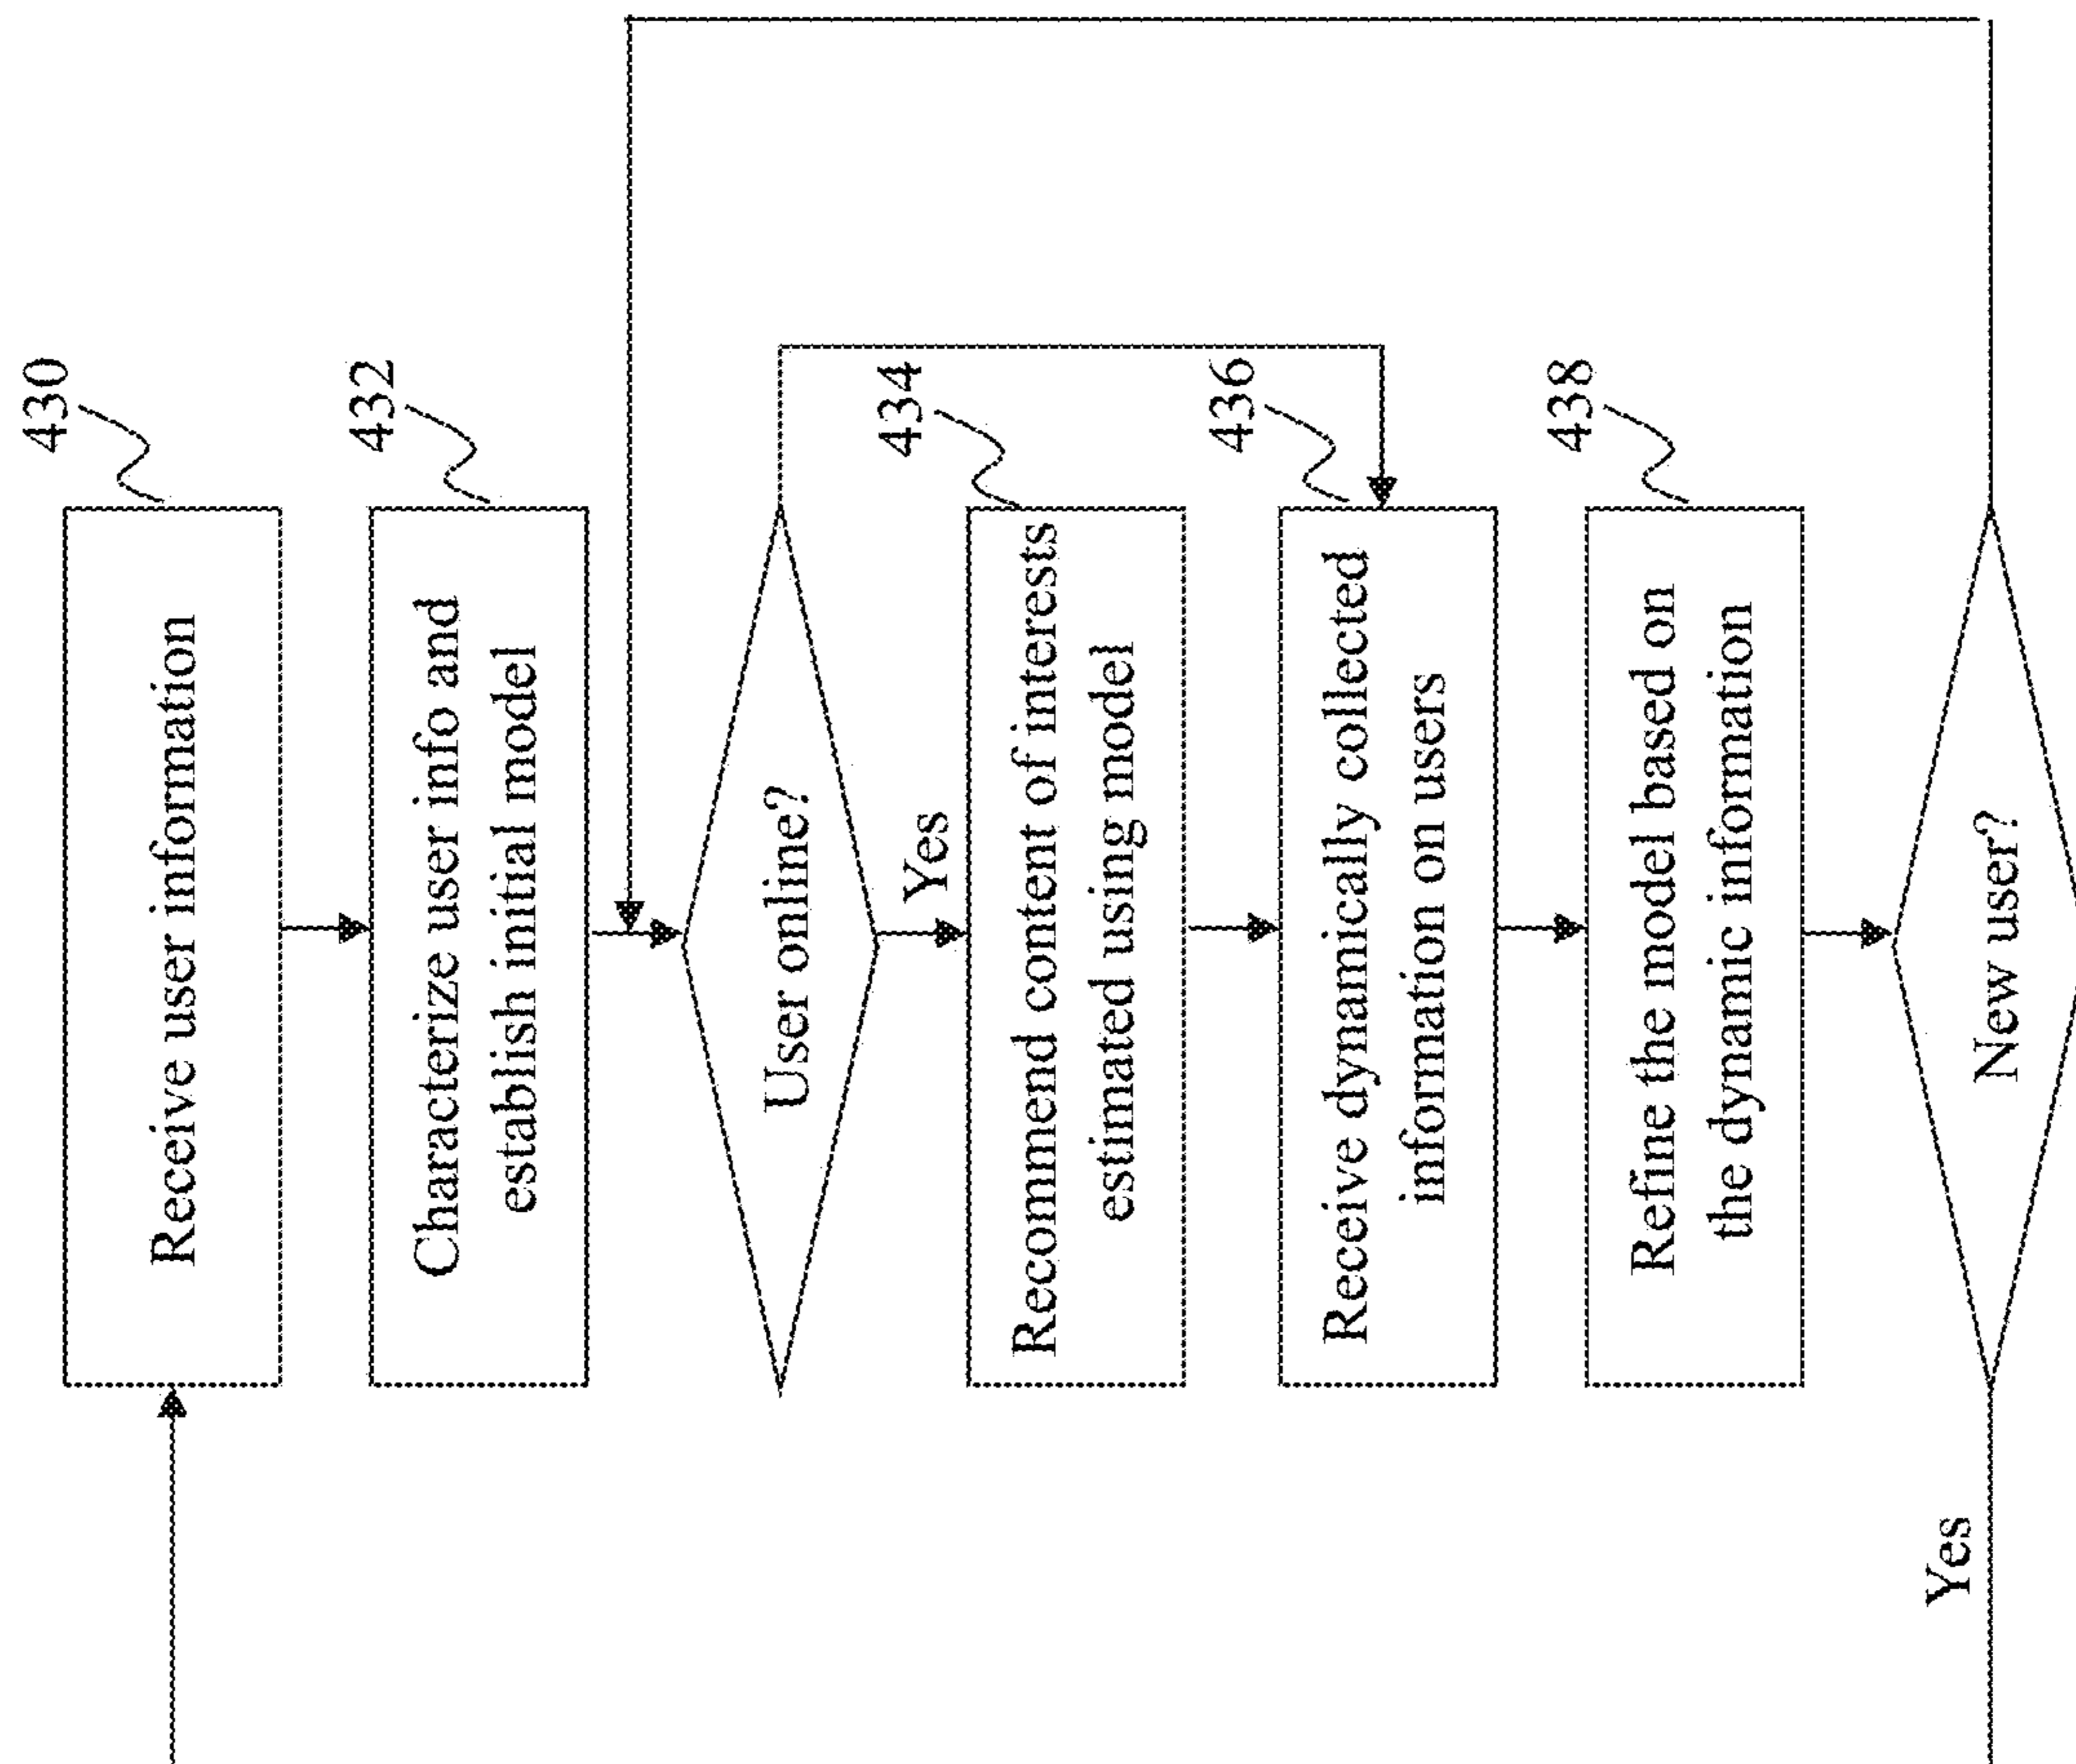 430
Receive user information
432
Characterize user info and
establish initial model
User online?
Yes
434
Recommend content of interests
estimated using model
436
Receive dynamically collected
information on users
438
Refine the model based on
the dynamic information
New user?
Yes